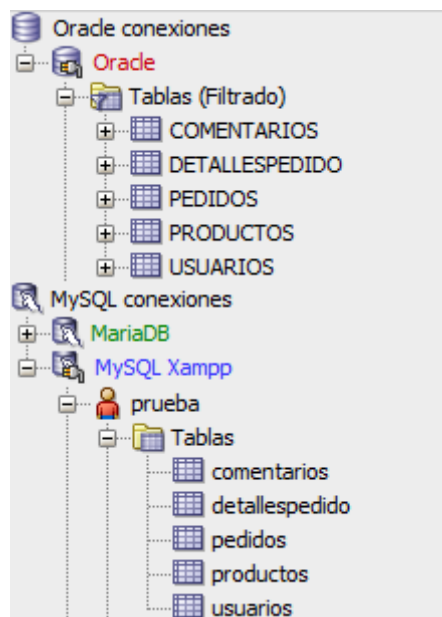 Oracle conexiones
Oracle
Tablas (Filtrado)
COMENTARIOS
DETALLESPEDIDO
PEDIDOS
PRODUCTOS
USUARIOS
MySQL conexiones
MariaDB
MySQL Xampp
prueba
Tablas
comentarios
detallespedido
pedidos
productos
usuarios